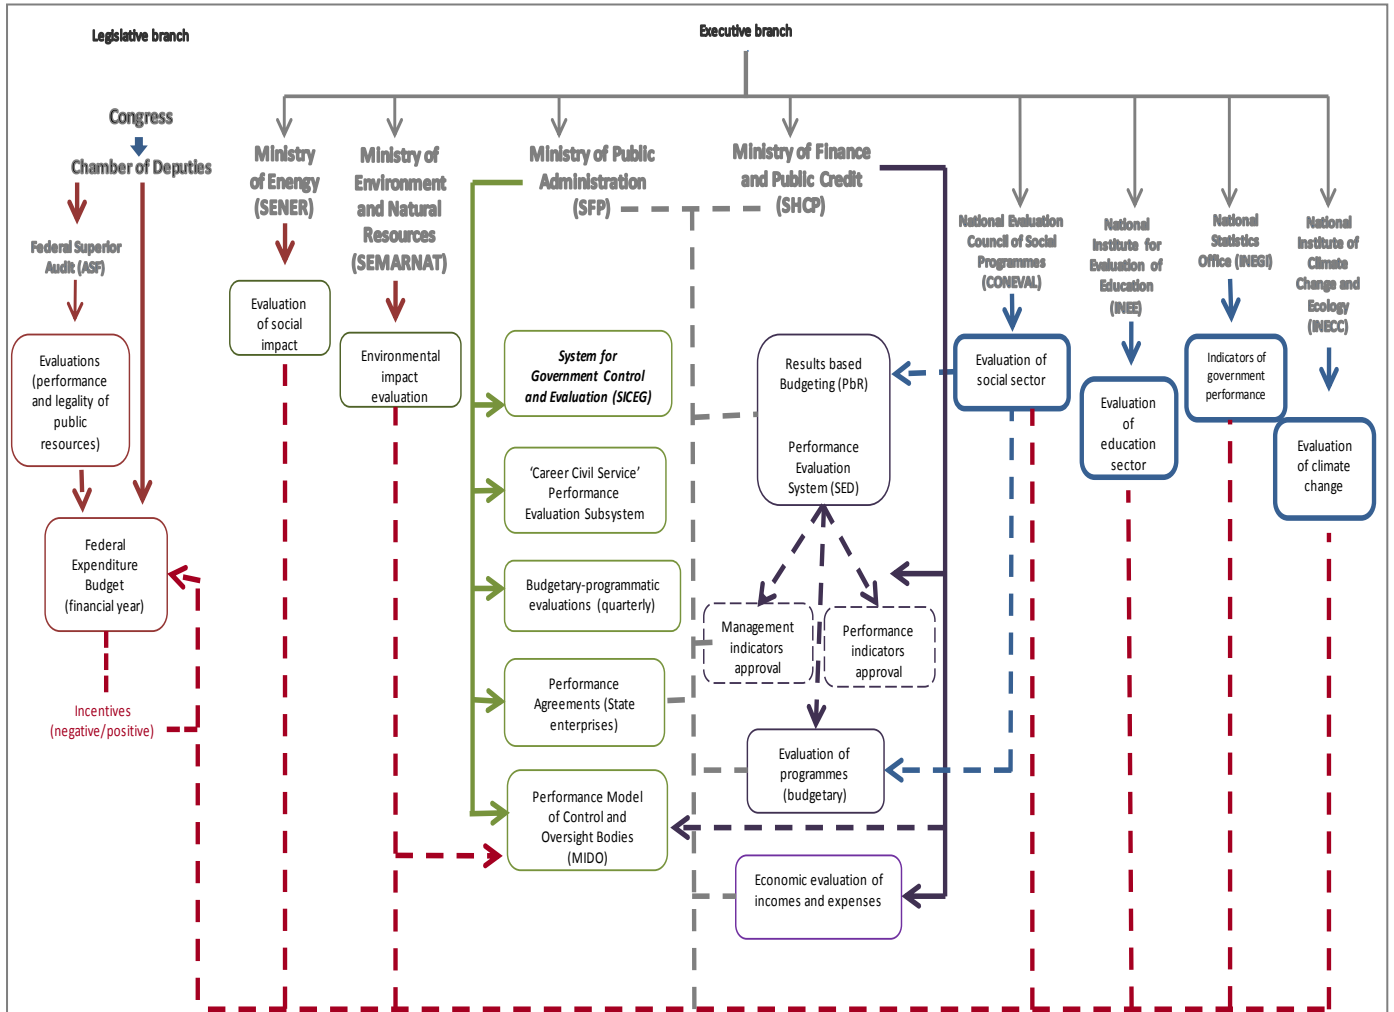 Legislative branch
Executive branch
Congress
Chamber of Deputies
Federal Superior
Audit (ASF)
Evaluations
(performance
and legality of
public
resources)
Federal
Expenditure
Budget
(financial year)
Incentives
(negative/positive)
Ministry
of Energy
(SENER)
Evaluation
of social
impact
Ministry of
Environment
and Natural
Resources
(SEMARNAT)
Environmental
impact
evaluation
Ministry of Public
Administration
(SFP)
System for
Government Control
and Evaluation (SICEG)
‘Career Civil Service’
Performance
Evaluation Subsystem
Budgetary-programmatic
evaluations (quarterly)
Performance
Agreements (State
enterprises)
Performance Model
of Control and
Oversight Bodies
(MIDO)
Ministry of Finance
and Public Credit
(SHCP)
Results based
Budgeting (PbR)
Performance
Evaluation
System (SED)
Management
indicators
approval
Performance
indicators
approval
Evaluation of
programmes
(budgetary)
Economic evaluation of
incomes and expenses
National Evaluation
Council of Social
Programmes
(CONEVAL)
Evaluation of
social sector
National
Institute for
Evaluation of
Education
(INEE)
Evaluation
of
education
sector
National
Statistics
Office (INEGI)
Indicators of
government
performance
National
Institute of
Climate
Change and
Ecology
(INECC)
Evaluation
of climate
change